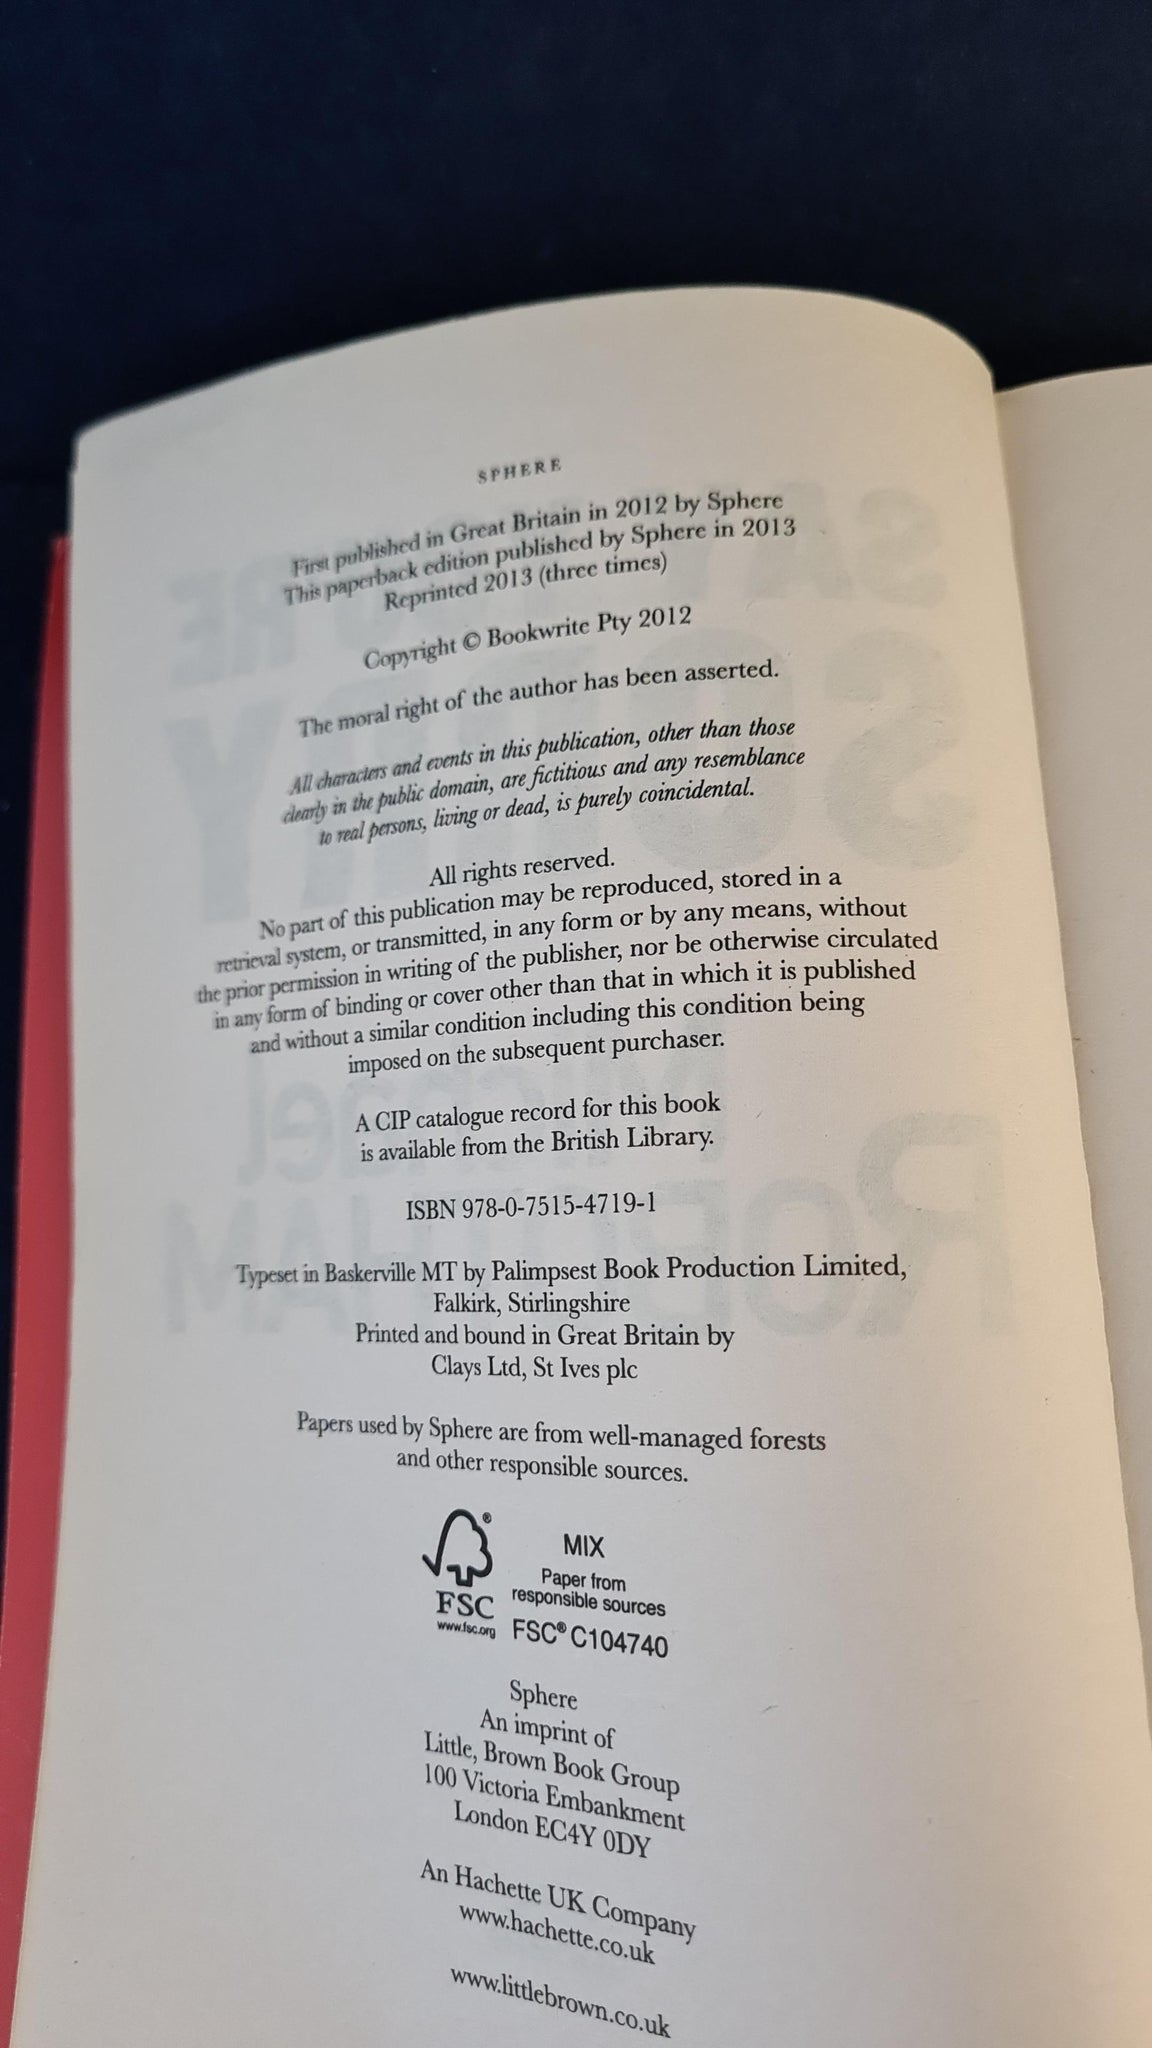 SPHERE
First published in Great Britain in 2012 by Sphere
This paperback edition published by Sphere in 2013
Reprinted 2013 (three times)
Copyright © Bookwrite Pty 2012
The moral right of the author has been asserted.
All characters and events in this publication, other than those
clearly in the public domain, are fictitious and any resemblance
to real persons, living or dead, is purely coincidental.
All rights reserved.
No part of this publication may be reproduced, stored in a
retrieval system, or transmitted, in any form or by any means, without
the prior permission in writing of the publisher, nor be otherwise circulated
in any form of binding or cover other than that in which it is published
and without a similar condition including this condition being
imposed on the subsequent purchaser.
A CIP catalogue record for this book
is available from the British Library.
ISBN 978-0-7515-4719-1
Typeset in Baskerville MT by Palimpsest Book Production Limited,
Falkirk, Stirlingshire
Printed and bound in Great Britain by
Clays Ltd, St Ives plc
Papers used by Sphere are from well-managed forests
and other responsible sources.
®
FSC
www.fsc.org
MIX
Paper from
responsible sources
FSC® C104740
Sphere
An imprint of
Little, Brown Book Group
100 Victoria Embankment
London EC4Y 0DY
An Hachette UK Company
www.hachette.co.uk
www.littlebrown.co.uk